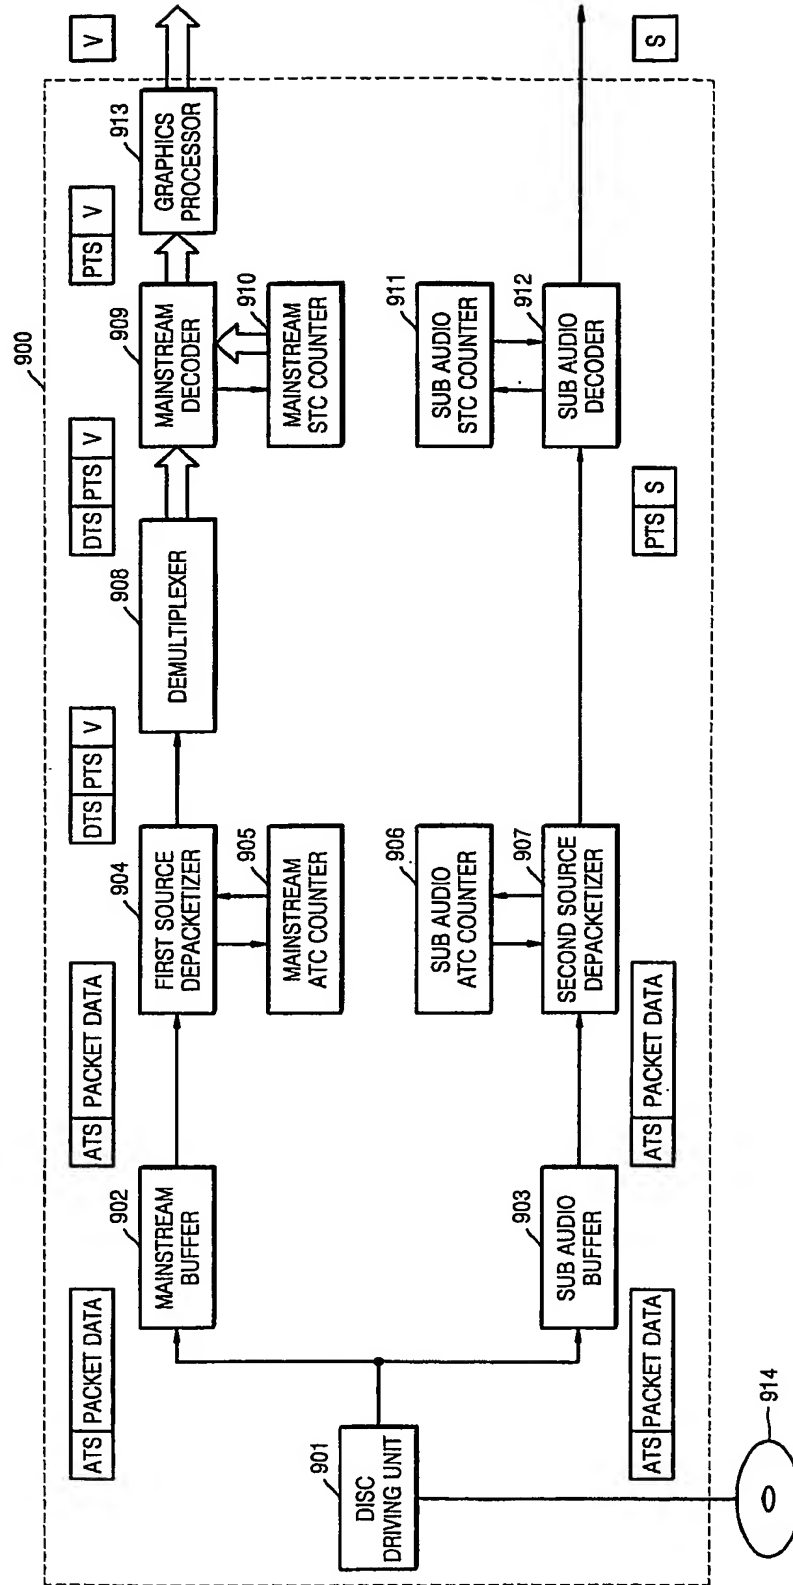 900
901
DISC
DRIVING UNIT
914
ATS PACKET DATA
902
MAINSTREAM
BUFFER
ATS PACKET DATA
904
FIRST SOURCE
DEPACKETIZER
905
MAINSTREAM
ATC COUNTER
DTS PTS V
908
DEMULTIPLEXER
DTS PTS V
909
MAINSTREAM
DECODER
910
MAINSTREAM
STC COUNTER
PTS V
913
GRAPHICS
PROCESSOR
V
ATS PACKET DATA
903
SUB AUDIO
BUFFER
ATS PACKET DATA
906
SUB AUDIO
ATC COUNTER
907
SECOND SOURCE
DEPACKETIZER
PTS S
911
SUB AUDIO
STC COUNTER
912
SUB AUDIO
DECODER
S